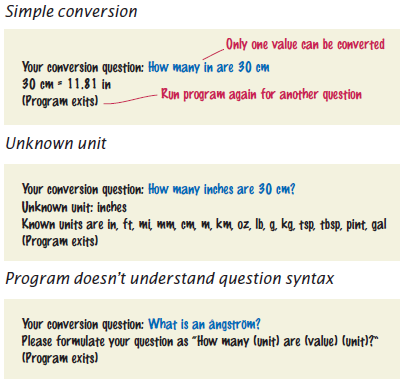 Simple conversion
Only one value can be converted
Your conversion question: How many in are 30 cm
30 cm = 11.81 in
(Program exits)
Run program again for another question
Unknown unit
Your conversion question: How many inches are 30 cm?
Unknown unit: inches
Known units are in, ft, mi, mm, cm, m, km, oz, lb, g, kg, tsp, tbsp, pint, gal
(Program exits)
Program doesn't understand question syntax
Your conversion question: What is an ångström?
Please formulate your question as "How many (unit) are (value) (unit)?"
(Program exits)